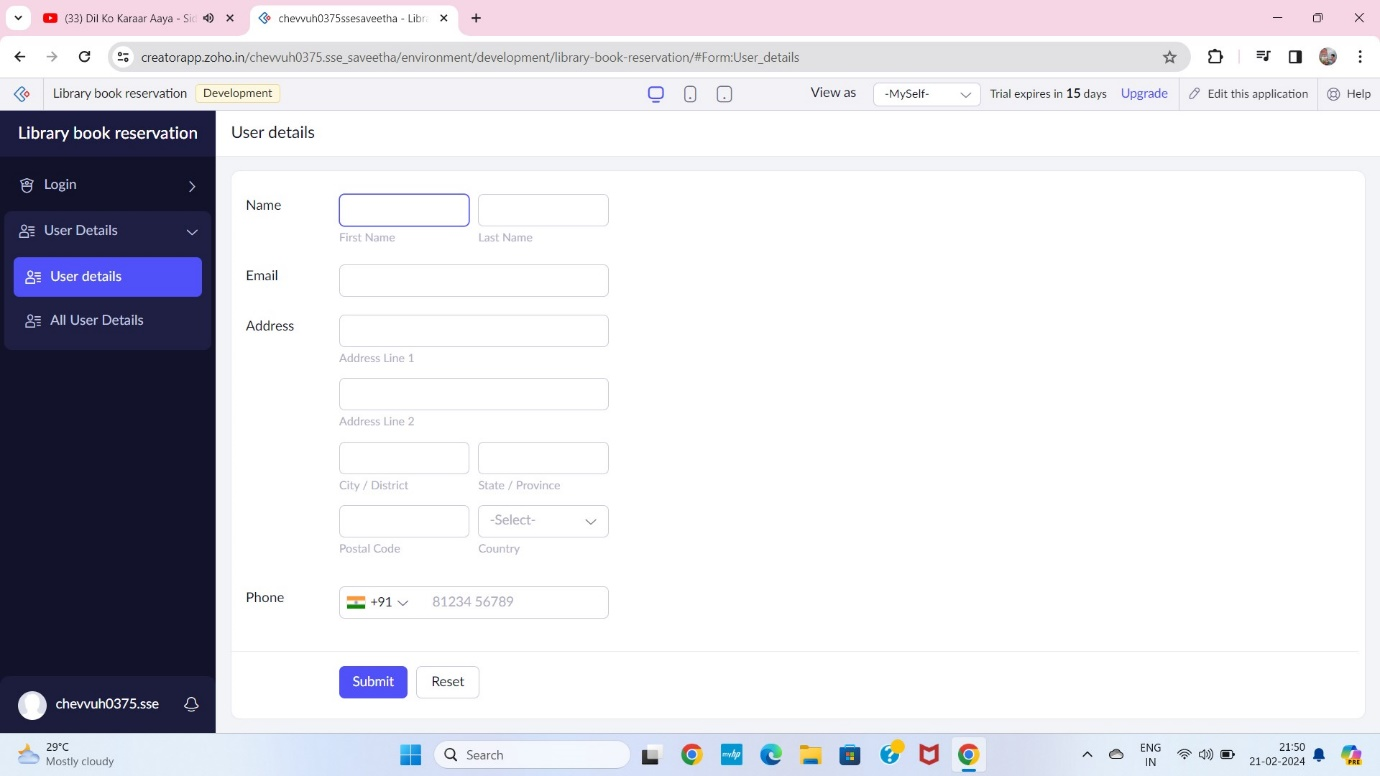 (33) Dil Ko Karaar Aaya - Sid
chevvuh0375ssesaveetha - Libra
creatorapp.zoho.in/chevvuh0375.sse_saveetha/environment/development/library-book-reservation/#Form:User_details
Library book reservation Development View as -MySelf- Trial expires in 15 days Upgrade Edit this application Help
Library book reservation
User details
Login
User Details
User details
All User Details
Name
First Name Last Name
Email
Address
Address Line 1
Address Line 2
City / District State / Province
-Select-
Postal Code Country
Phone +91 81234 56789
Submit Reset
chevvuh0375.sse
29°C
Mostly cloudy
Search
myhp
ENG
IN
21:50
21-02-2024
PRE